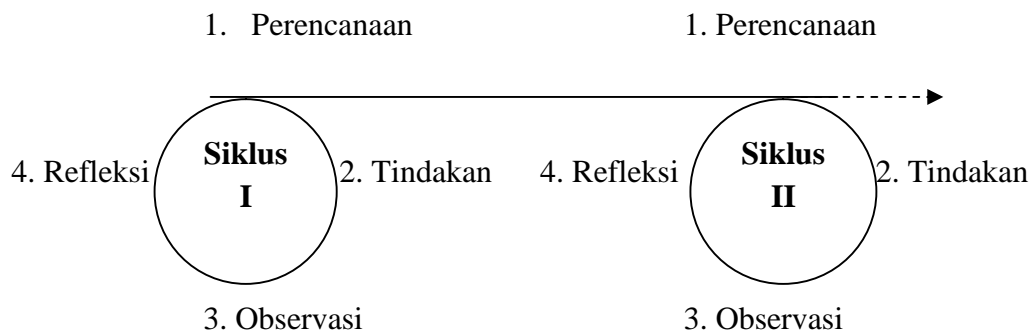 1. Perencanaan
1. Perencanaan
Siklus
I
4. Refleksi
2. Tindakan
3. Observasi
Siklus
II
4. Refleksi
2. Tindakan
3. Observasi